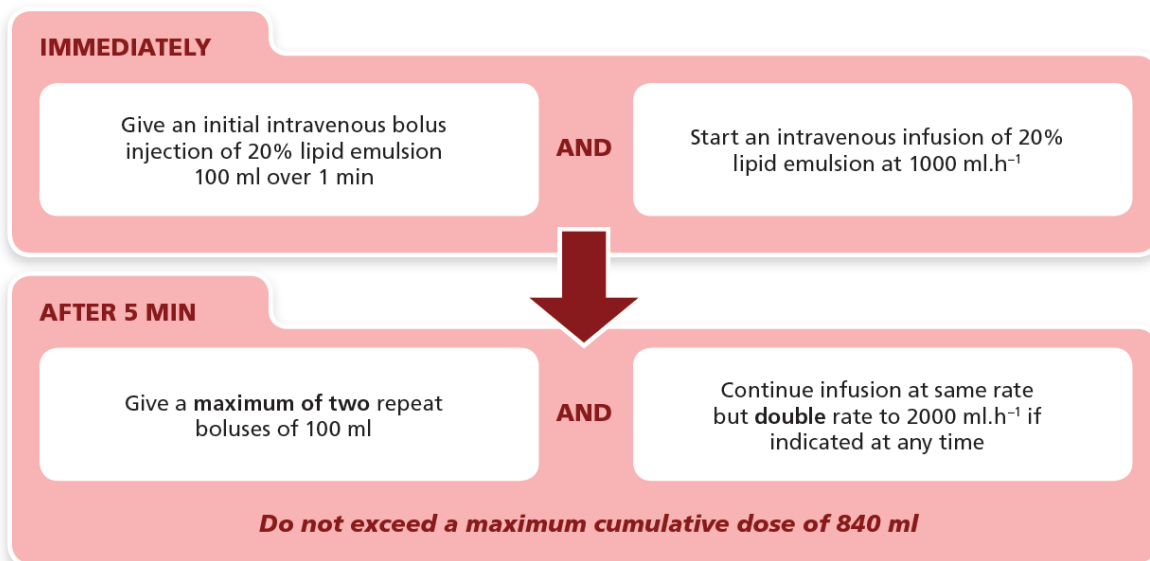 IMMEDIATELY
Give an initial intravenous bolus
injection of 20% lipid emulsion
100 ml over 1 min
AND
Start an intravenous infusion of 20%
lipid emulsion at 1000 ml.h⁻¹
AFTER 5 MIN
Give a maximum of two repeat
boluses of 100 ml
AND
Continue infusion at same rate
but double rate to 2000 ml.h⁻¹ if
indicated at any time
Do not exceed a maximum cumulative dose of 840 ml